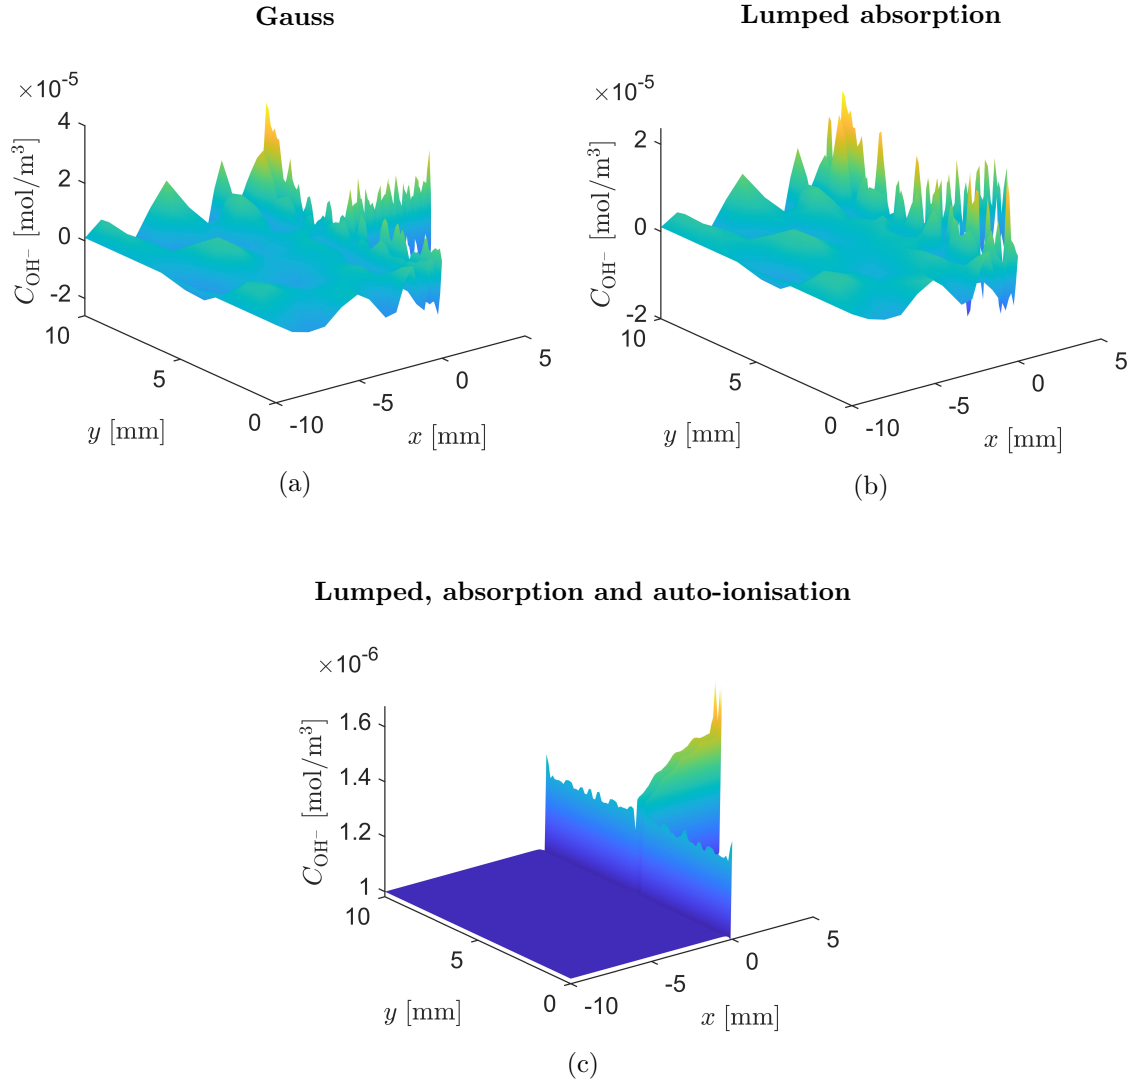 Gauss
×10⁻⁵
4
2
0
-2
C_OH⁻ [mol/m³]
10
5
0
y [mm]
-10
-5
0
5
x [mm]
(a)
Lumped absorption
×10⁻⁵
2
0
-2
C_OH⁻ [mol/m³]
10
5
0
y [mm]
-10
-5
0
5
x [mm]
(b)
Lumped, absorption and auto-ionisation
×10⁻⁶
1.6
1.4
1.2
1
C_OH⁻ [mol/m³]
10
5
0
y [mm]
-10
-5
0
5
x [mm]
(c)